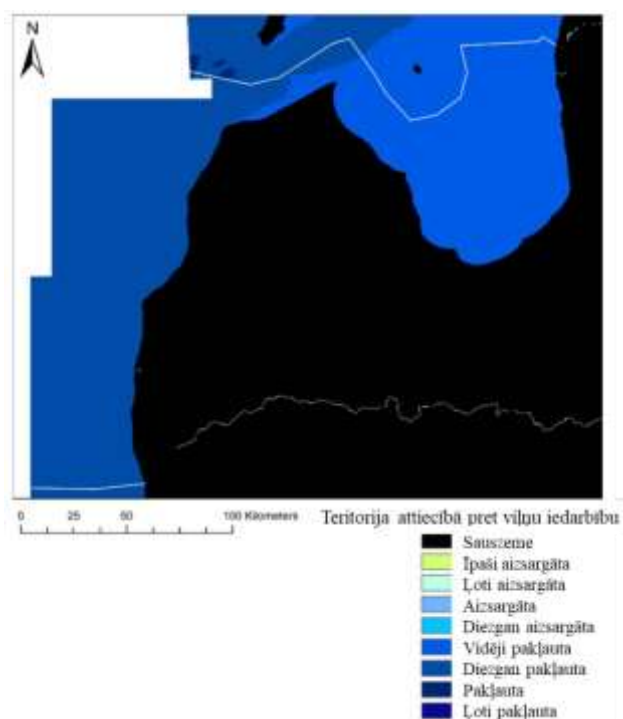 N
0 25 50 100 Kilometers
Teritorija attiecībā pret viļņu iedarbību
Sauszeme
Īpaši aizsargāta
Ļoti aizsargāta
Aizsargāta
Diezgan aizsargāta
Vidēji pakļauta
Diezgan pakļauta
Pakļauta
Ļoti pakļauta